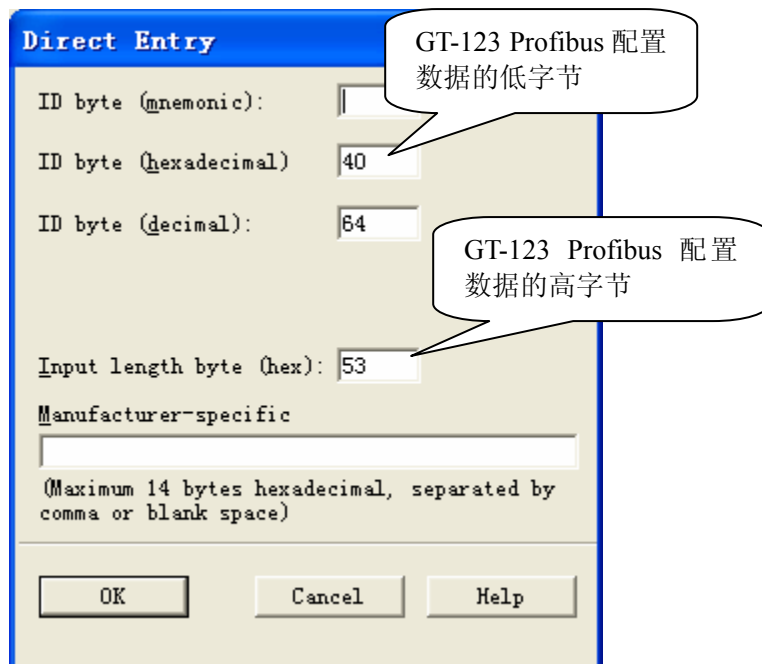 Direct Entry
GT-123 Profibus 配置
数据的低字节
ID byte (mnemonic):
ID byte (hexadecimal) 40
ID byte (decimal): 64
GT-123 Profibus 配置
数据的高字节
Input length byte (hex): 53
Manufacturer-specific
(Maximum 14 bytes hexadecimal, separated by
comma or blank space)
OK Cancel Help